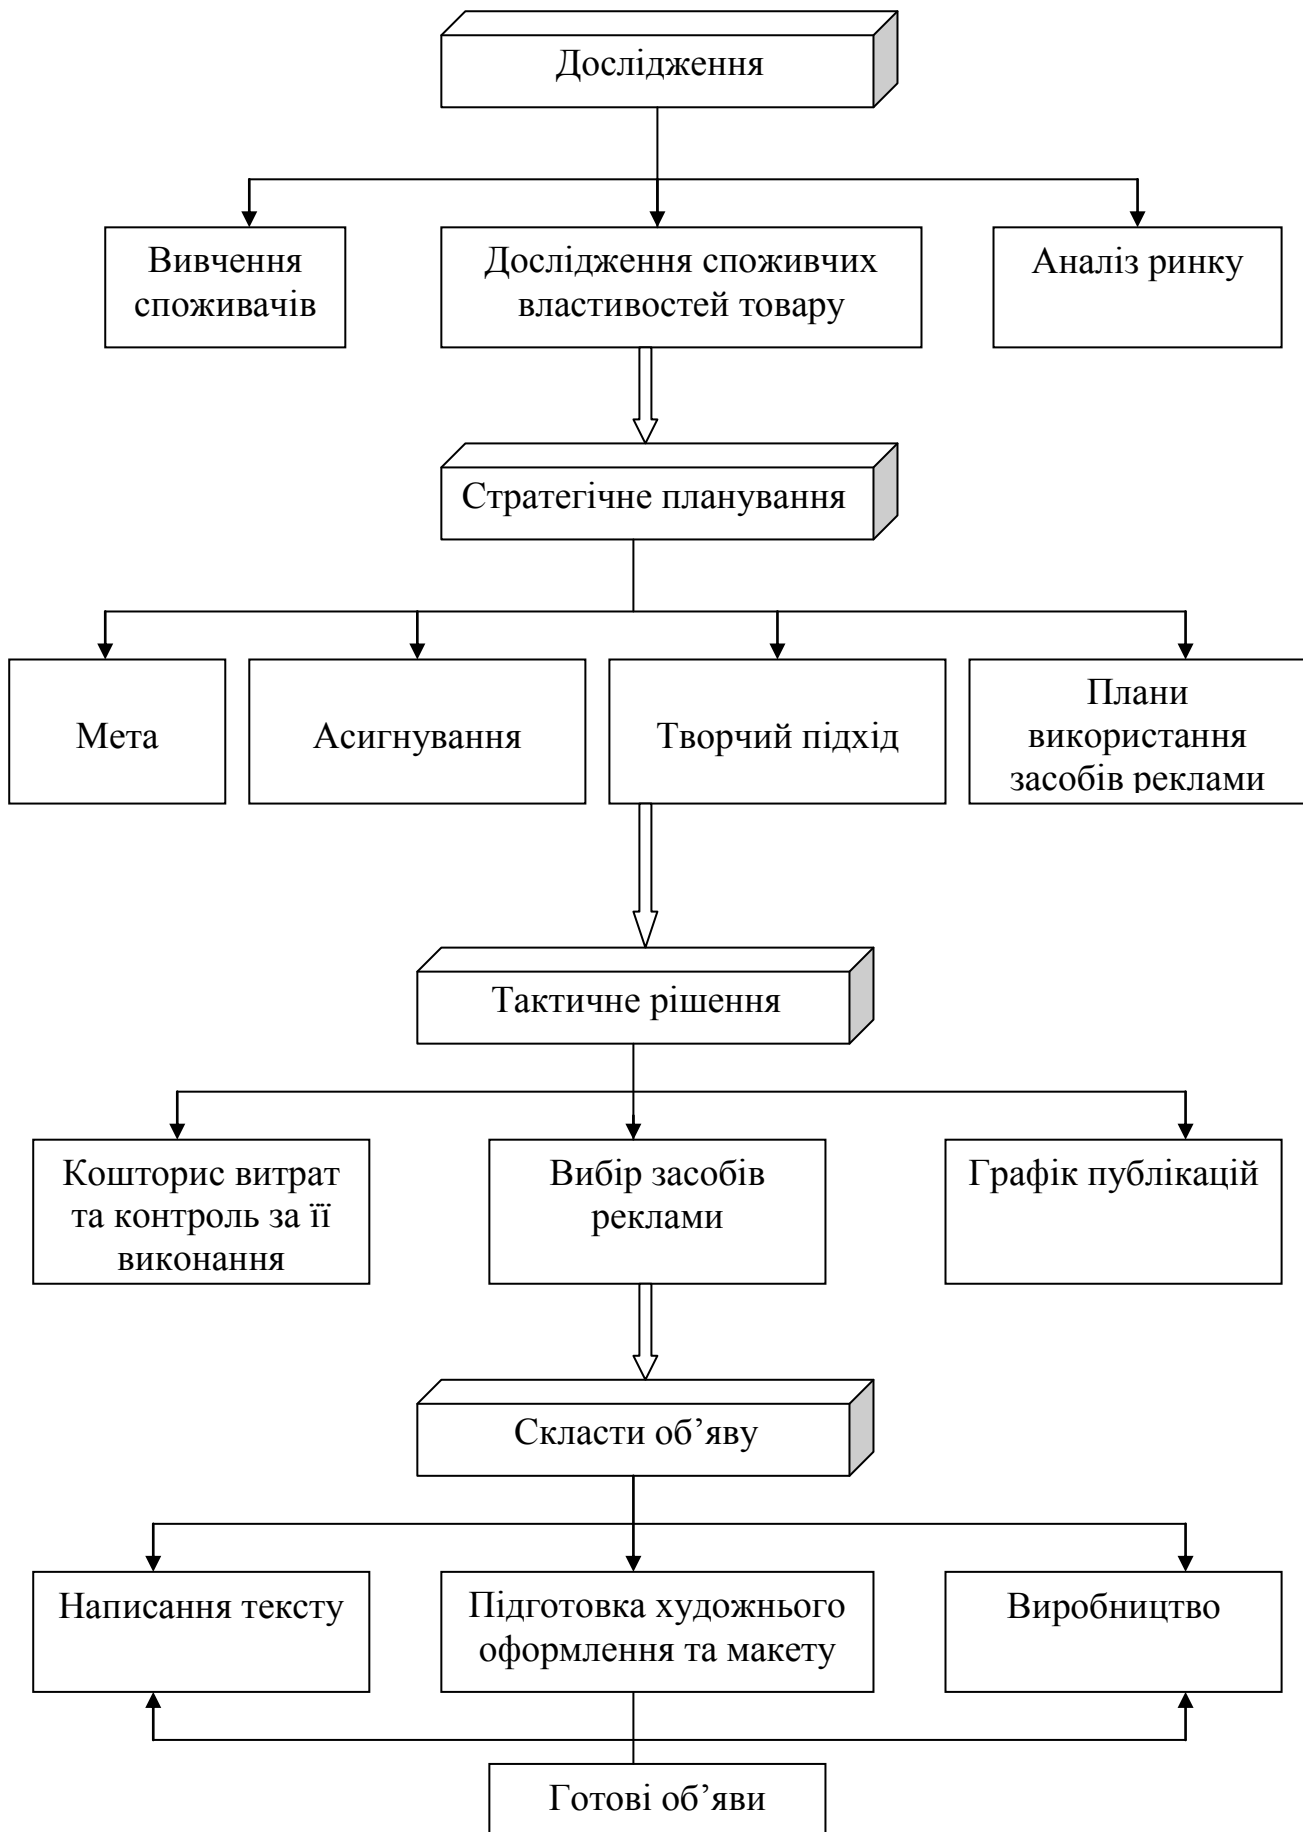 Дослідження
Вивчення
споживачів
Дослідження споживчих
властивостей товару
Аналіз ринку
Стратегічне планування
Мета
Асигнування
Творчий підхід
Плани
використання
засобів реклами
Тактичне рішення
Кошторис витрат
та контроль за її
виконання
Вибір засобів
реклами
Графік публікацій
Скласти об’яву
Написання тексту
Підготовка художнього
оформлення та макету
Виробництво
Готові об’яви